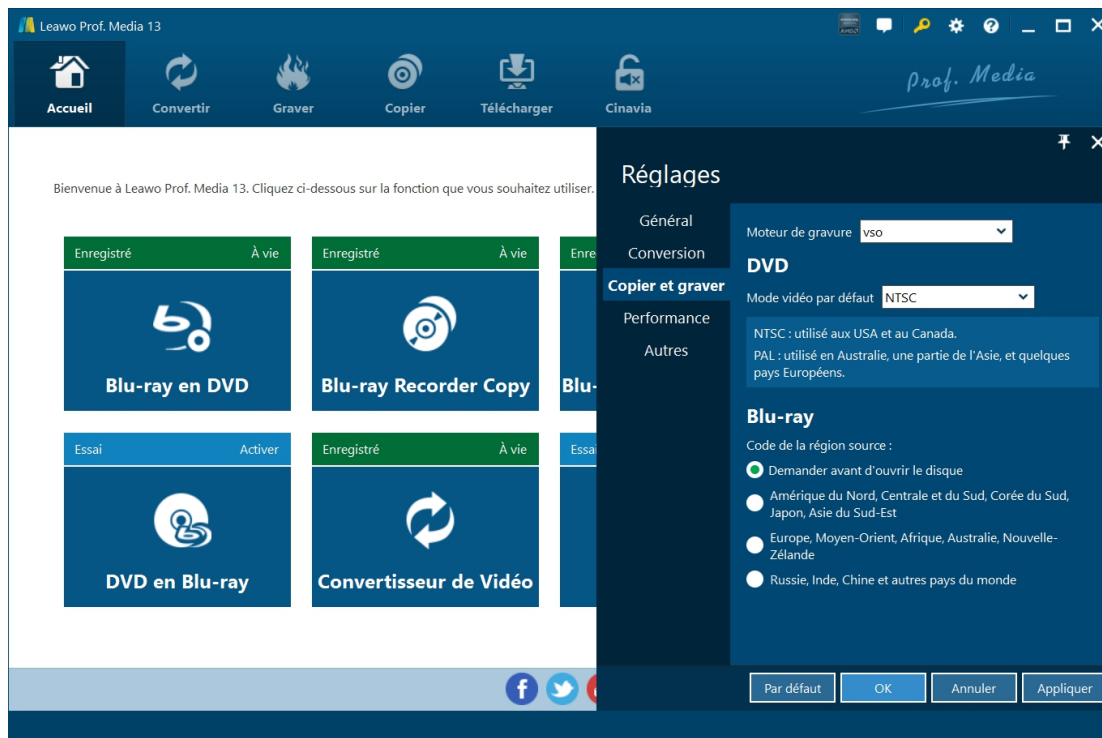 Leawo Prof. Media 13
Accueil
Convertir
Graver
Copier
Télécharger
Cinavia
Prof. Media
Bienvenue à Leawo Prof. Media 13. Cliquez ci-dessous sur la fonction que vous souhaitez utiliser.
Enregistré À vie
Blu-ray en DVD
Enregistré À vie
Blu-ray Recorder Copy
Enre
Blu-
Essai Activer
DVD en Blu-ray
Enregistré À vie
Convertisseur de Vidéo
Essai
Réglages
Général
Conversion
Copier et graver
Performance
Autres
Moteur de gravure vso
DVD
Mode vidéo par défaut NTSC
NTSC : utilisé aux USA et au Canada.
PAL : utilisé en Australie, une partie de l'Asie, et quelques
pays Européens.
Blu-ray
Code de la région source :
Demander avant d'ouvrir le disque
Amérique du Nord, Centrale et du Sud, Corée du Sud,
Japon, Asie du Sud-Est
Europe, Moyen-Orient, Afrique, Australie, Nouvelle-
Zélande
Russie, Inde, Chine et autres pays du monde
Par défaut
OK
Annuler
Appliquer